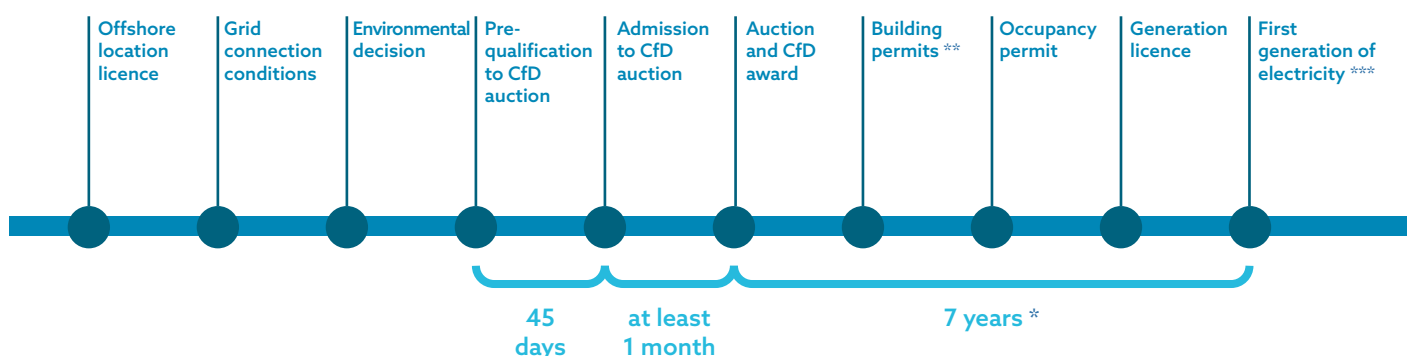 Offshore
location
licence
Grid
connection
conditions
Environmental
decision
Pre-
qualification
to CfD
auction
Admission
to CfD
auction
Auction
and CfD
award
Building
permits **
Occupancy
permit
Generation
licence
First
generation of
electricity ***
45
days
at least
1 month
7 years *